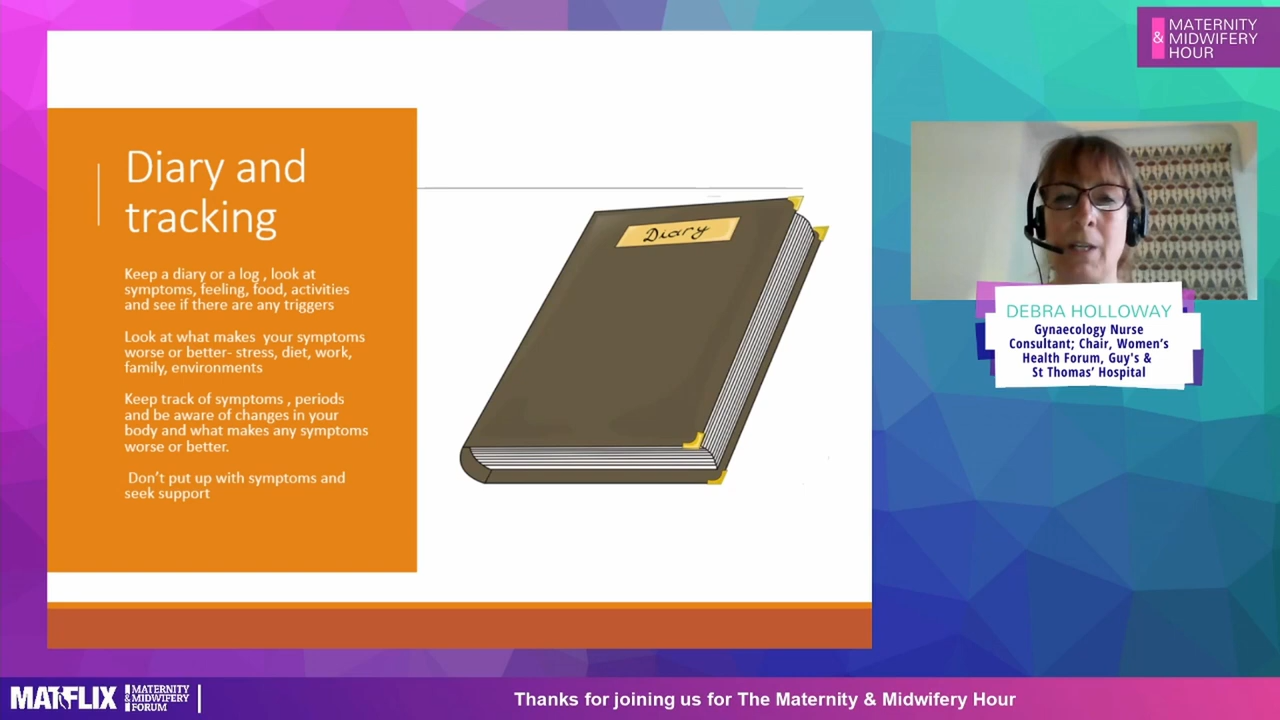 MATERNITY
& MIDWIFERY
HOUR
Diary and
tracking
Keep a diary or a log , look at
symptoms, feeling, food, activities
and see if there are any triggers
Look at what makes  your symptoms
worse or better- stress, diet, work,
family, environments
Keep track of symptoms , periods
and be aware of changes in your
body and what makes any symptoms
worse or better.
Don't put up with symptoms and
seek support
Diary
DEBRA HOLLOWAY
Gynaecology Nurse
Consultant; Chair, Women's
Health Forum, Guy's &
St Thomas' Hospital
MATFLIX
MATERNITY
& MIDWIFERY
FORUM
Thanks for joining us for The Maternity & Midwifery Hour